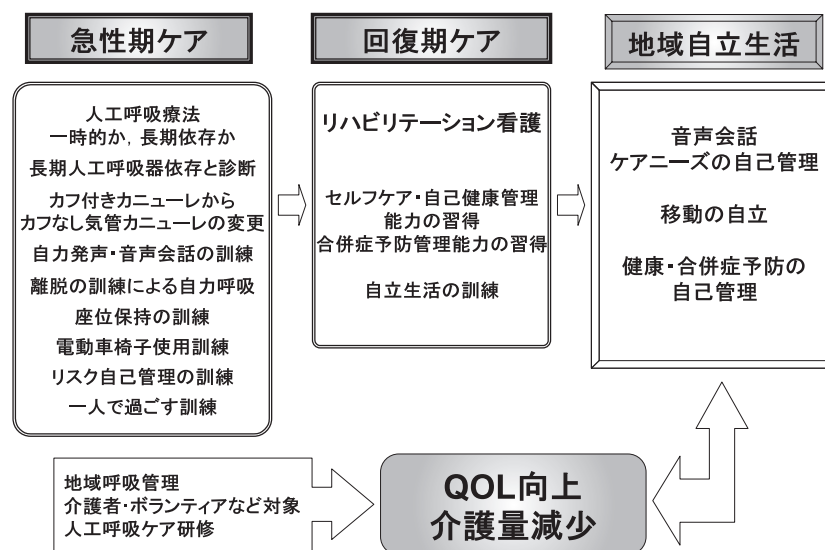 急性期ケア
人工呼吸療法
一時的か，長期依存か
長期人工呼吸器依存と診断
カフ付きカニューレから
カフなし気管カニューレの変更
自力発声・音声会話の訓練
離脱の訓練による自力呼吸
座位保持の訓練
電動車椅子使用訓練
リスク自己管理の訓練
一人で過ごす訓練
回復期ケア
リハビリテーション看護
セルフケア・自己健康管理
能力の習得
合併症予防管理能力の習得
自立生活の訓練
地域自立生活
音声会話
ケアニーズの自己管理
移動の自立
健康・合併症予防の
自己管理
地域呼吸管理
介護者・ボランティアなど対象
人工呼吸ケア研修
QOL向上
介護量減少